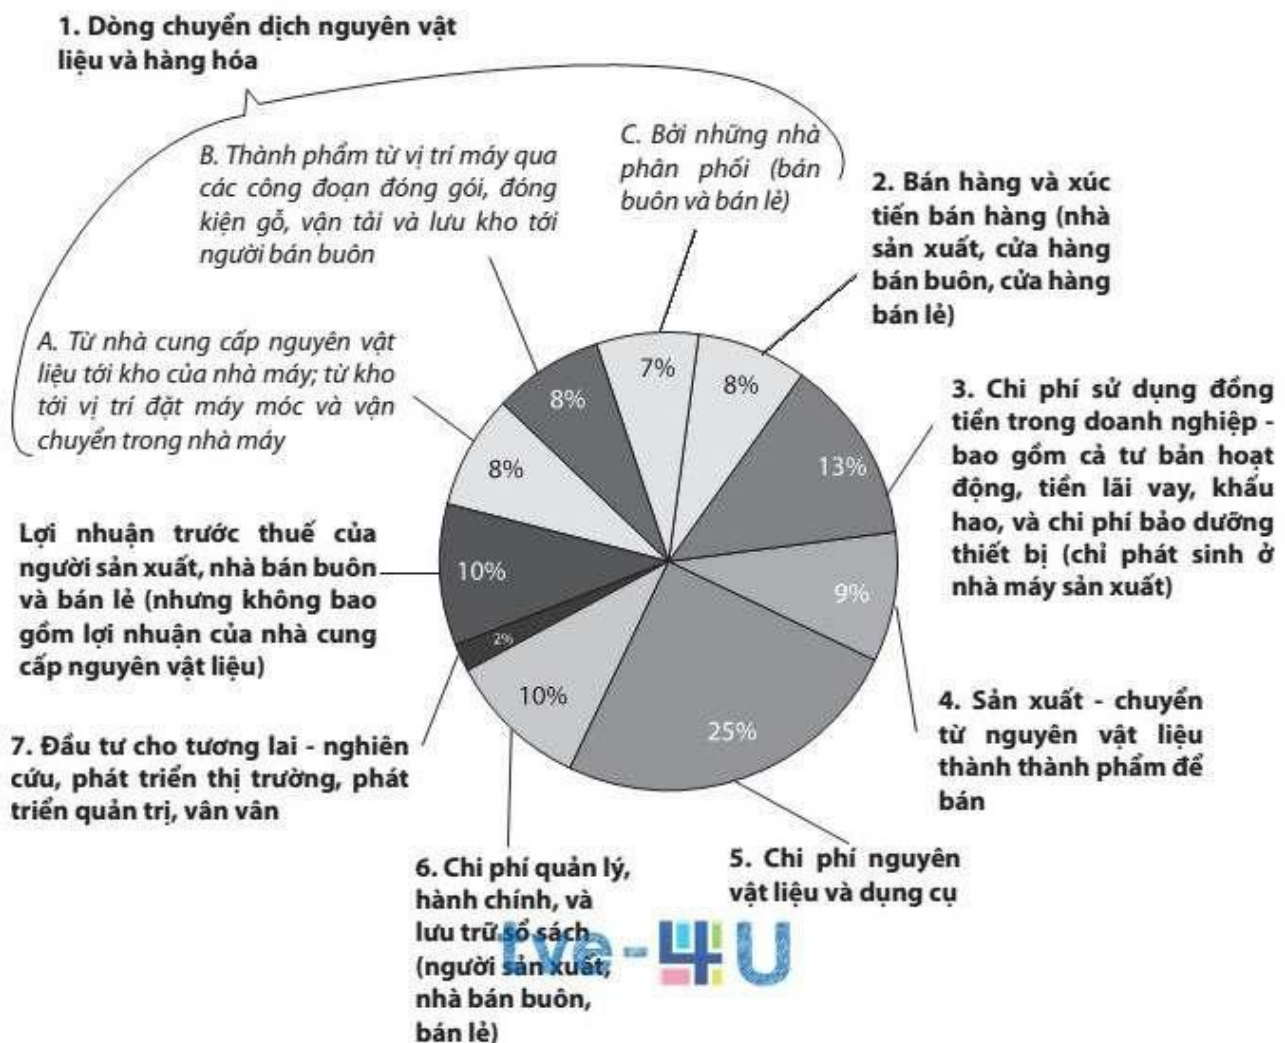 1. Dòng chuyển dịch nguyên vật
liệu và hàng hóa
B. Thành phẩm từ vị trí máy qua
các công đoạn đóng gói, đóng
kiện gỗ, vận tải và lưu kho tới
người bán buôn
C. Bởi những nhà
phân phối (bán
buôn và bán lẻ)
2. Bán hàng và xúc
tiến bán hàng (nhà
sản xuất, cửa hàng
bán buôn, cửa hàng
bán lẻ)
A. Từ nhà cung cấp nguyên vật
liệu tới kho của nhà máy; từ kho
tới vị trí đặt máy móc và vận
chuyển trong nhà máy
3. Chi phí sử dụng đồng
tiền trong doanh nghiệp -
bao gồm cả tư bản hoạt
động, tiền lãi vay, khấu
hao, và chi phí bảo dưỡng
thiết bị (chỉ phát sinh ở
nhà máy sản xuất)
7%
8%
8%
13%
8%
9%
10%
2%
10%
25%
Lợi nhuận trước thuế của
người sản xuất, nhà bán buôn
và bán lẻ (nhưng không bao
gồm lợi nhuận của nhà cung
cấp nguyên vật liệu)
4. Sản xuất - chuyển
từ nguyên vật liệu
thành thành phẩm để
bán
7. Đầu tư cho tương lai - nghiên
cứu, phát triển thị trường, phát
triển quản trị, vân vân
6. Chi phí quản lý,
hành chính, và
lưu trữ sổ sách
(người sản xuất,
nhà bán buôn,
bán lẻ)
5. Chi phí nguyên
vật liệu và dụng cụ
tve-4U